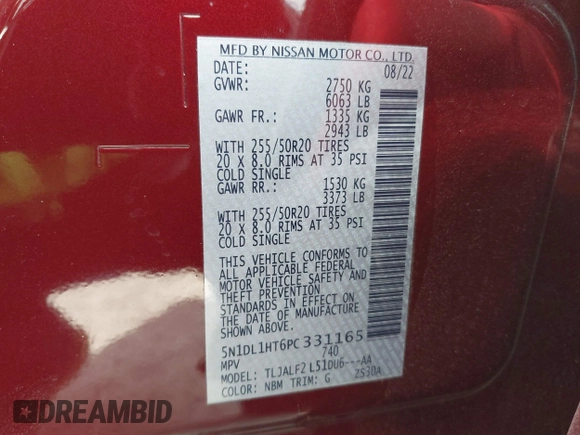 MFD BY NISSAN MOTOR CO., LTD.
DATE: 08/22
GVWR: 2750 KG
6063 LB
GAWR FR.: 1335 KG
2943 LB
WITH 255/50R20 TIRES
20 X 8.0 RIMS AT 35 PSI
COLD SINGLE
GAWR RR.: 1530 KG
3373 LB
WITH 255/50R20 TIRES
20 X 8.0 RIMS AT 35 PSI
COLD SINGLE
THIS VEHICLE CONFORMS TO
ALL APPLICABLE FEDERAL
MOTOR VEHICLE SAFETY AND
THEFT PREVENTION
STANDARDS IN EFFECT ON
THE DATE OF MANUFACTURE
SHOWN ABOVE.
5N1DL1HT6PC331165
MPV 740
MODEL: TLJALF2 L51DU6---AA
COLOR: NBM TRIM: G ZS30A
DREAMBID